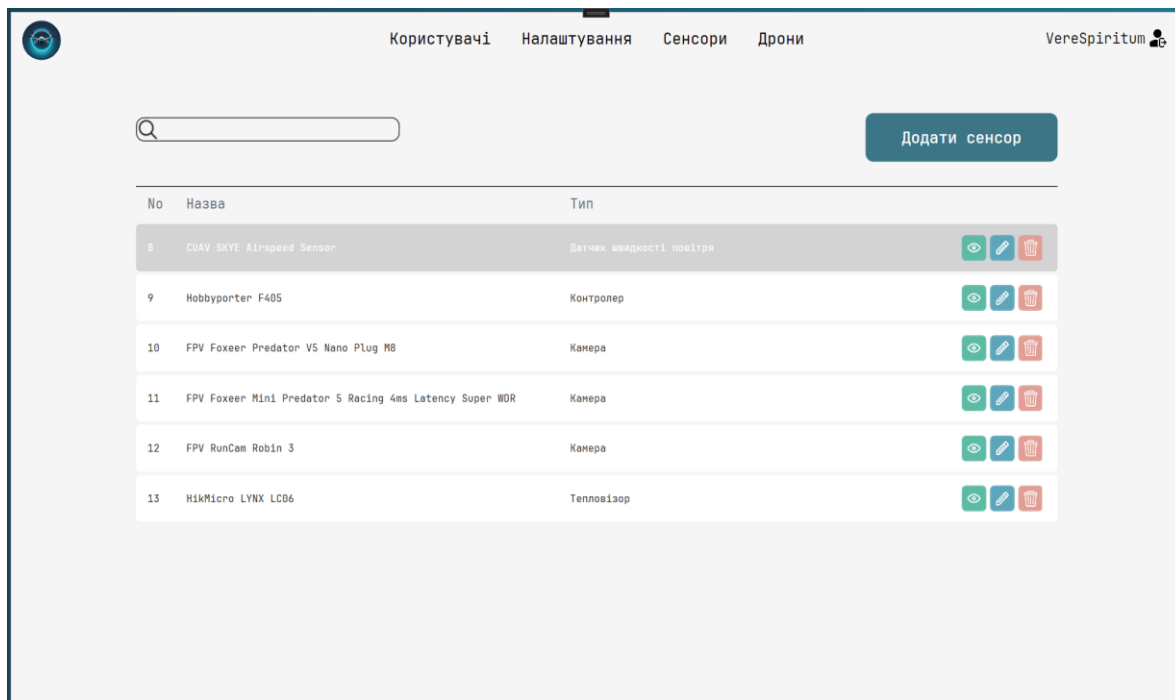 Користувачі Налаштування Сенсори Дрони VereSpiritum
Додати сенсор
No Назва Тип
8 CUAV SKYE Airspeed Sensor Датчик швидкості повітря
9 Hobbyporter F405 Контролер
10 FPV Foxeer Predator V5 Nano Plug M8 Камера
11 FPV Foxeer Mini Predator 5 Racing 4ms Latency Super WDR Камера
12 FPV RunCam Robin 3 Камера
13 HikMicro LYNX LC06 Тепловізор